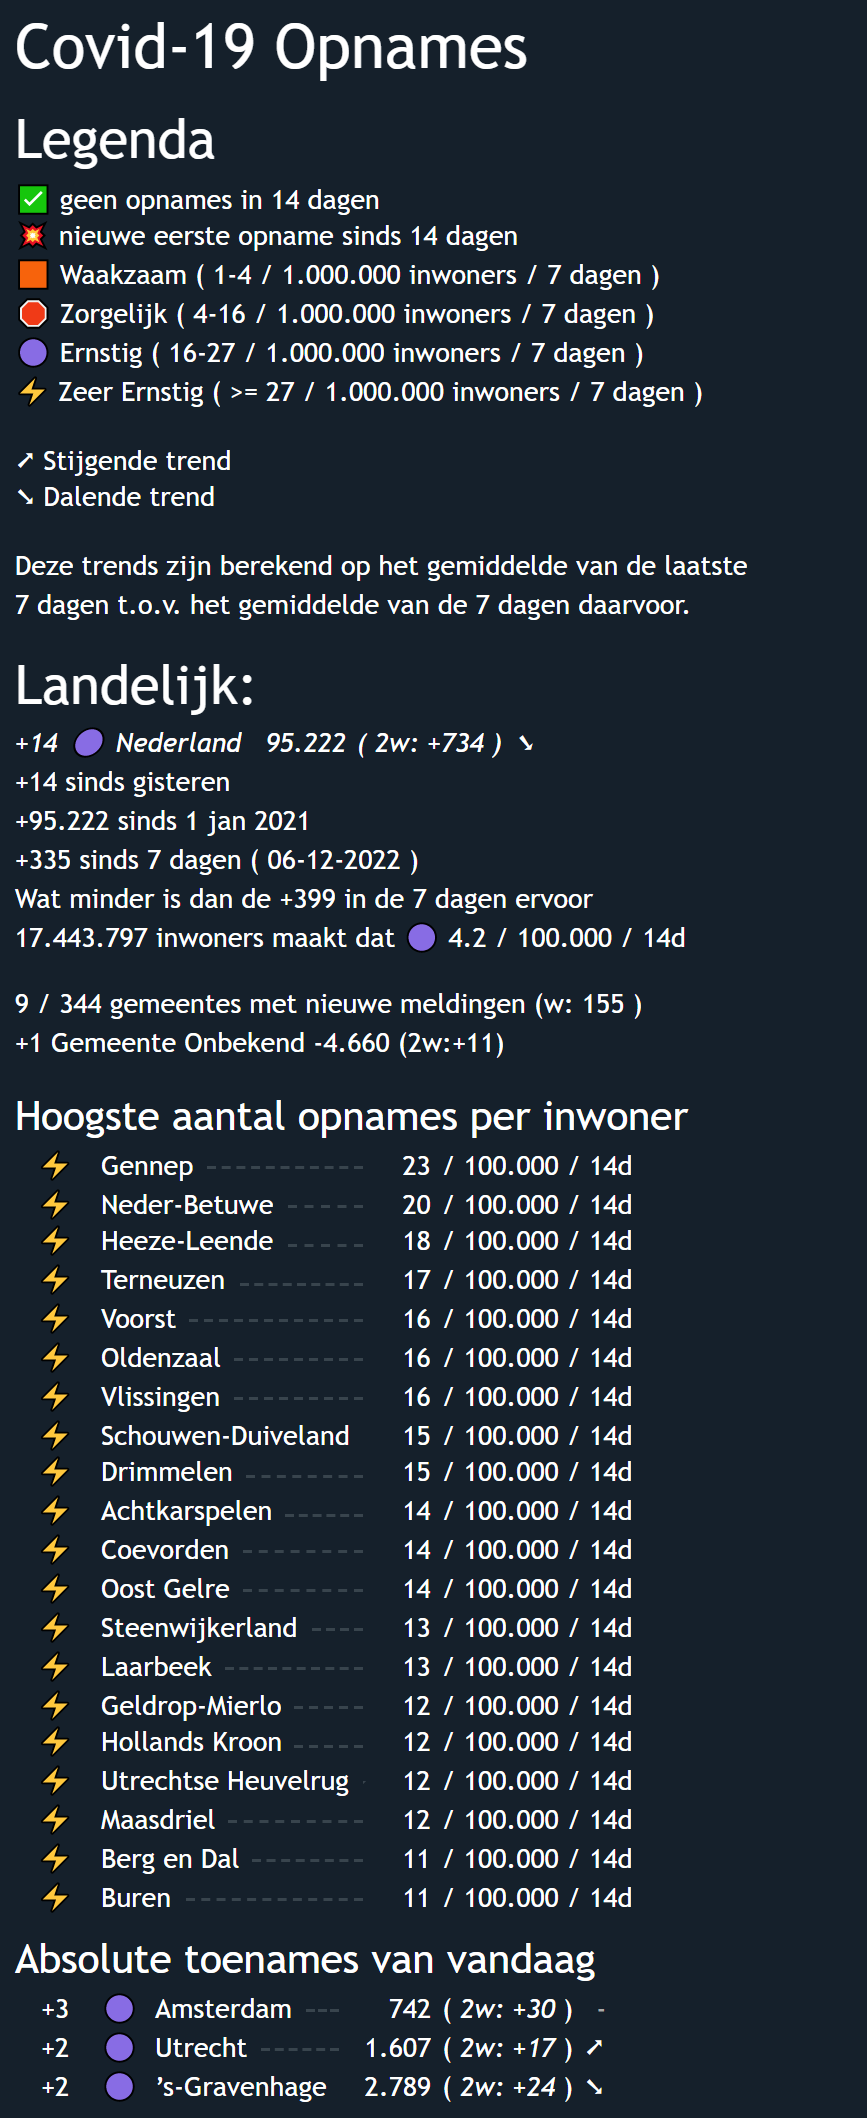 Covid-19 Opnames
Legenda
✅ geen opnames in 14 dagen
💥 nieuwe eerste opname sinds 14 dagen
🟧 Waakzaam ( 1-4 / 1.000.000 inwoners / 7 dagen )
🛑 Zorgelijk ( 4-16 / 1.000.000 inwoners / 7 dagen )
🟣 Ernstig ( 16-27 / 1.000.000 inwoners / 7 dagen )
⚡ Zeer Ernstig ( >= 27 / 1.000.000 inwoners / 7 dagen )
➚ Stijgende trend
➘ Dalende trend
Deze trends zijn berekend op het gemiddelde van de laatste
7 dagen t.o.v. het gemiddelde van de 7 dagen daarvoor.
Landelijk:
+14 🟣 Nederland 95.222 ( 2w: +734 ) ➘
+14 sinds gisteren
+95.222 sinds 1 jan 2021
+335 sinds 7 dagen ( 06-12-2022 )
Wat minder is dan de +399 in de 7 dagen ervoor
17.443.797 inwoners maakt dat 🟣 4.2 / 100.000 / 14d
9 / 344 gemeentes met nieuwe meldingen (w: 155 )
+1 Gemeente Onbekend -4.660 (2w:+11)
Hoogste aantal opnames per inwoner
⚡ Gennep ----------- 23 / 100.000 / 14d
⚡ Neder-Betuwe ----- 20 / 100.000 / 14d
⚡ Heeze-Leende ----- 18 / 100.000 / 14d
⚡ Terneuzen --------- 17 / 100.000 / 14d
⚡ Voorst ------------ 16 / 100.000 / 14d
⚡ Oldenzaal --------- 16 / 100.000 / 14d
⚡ Vlissingen --------- 16 / 100.000 / 14d
⚡ Schouwen-Duiveland 15 / 100.000 / 14d
⚡ Drimmelen -------- 15 / 100.000 / 14d
⚡ Achtkarspelen ------ 14 / 100.000 / 14d
⚡ Coevorden -------- 14 / 100.000 / 14d
⚡ Oost Gelre -------- 14 / 100.000 / 14d
⚡ Steenwijkerland ---- 13 / 100.000 / 14d
⚡ Laarbeek ---------- 13 / 100.000 / 14d
⚡ Geldrop-Mierlo ----- 12 / 100.000 / 14d
⚡ Hollands Kroon ----- 12 / 100.000 / 14d
⚡ Utrechtse Heuvelrug - 12 / 100.000 / 14d
⚡ Maasdriel --------- 12 / 100.000 / 14d
⚡ Berg en Dal -------- 11 / 100.000 / 14d
⚡ Buren ------------ 11 / 100.000 / 14d
Absolute toenames van vandaag
+3 🟣 Amsterdam --- 742 ( 2w: +30 ) -
+2 🟣 Utrecht ------ 1.607 ( 2w: +17 ) ➚
+2 🟣 ’s-Gravenhage 2.789 ( 2w: +24 ) ➘